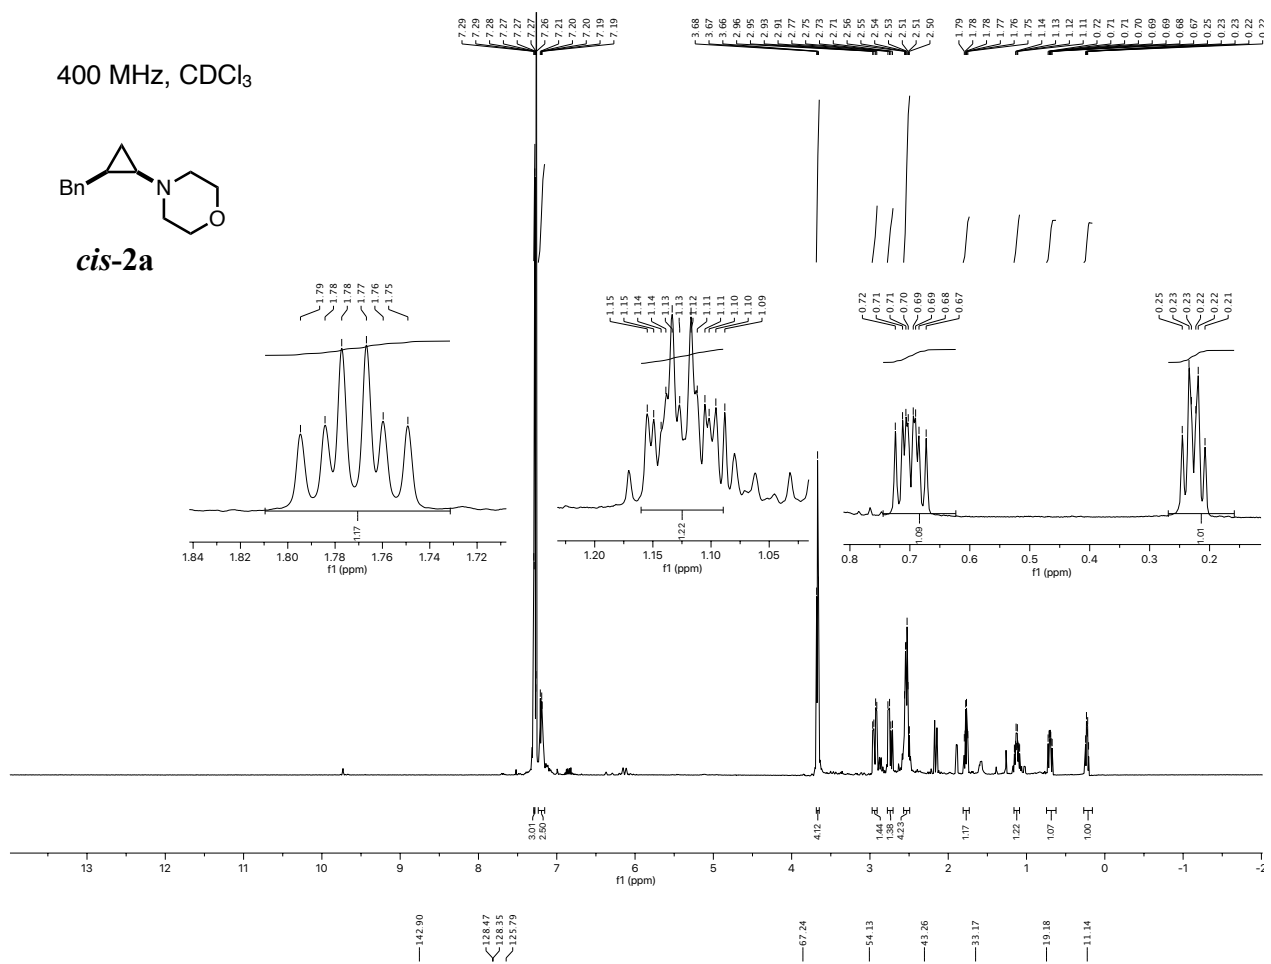 7.29 7.29 7.28 7.27 7.27 7.27 7.26 7.21 7.20 7.20 7.19 7.19
3.68 3.67 3.66 2.96 2.95 2.93 2.91 2.77 2.75 2.73 2.71 2.56 2.55 2.54 2.53 2.51 2.51 2.50
1.79 1.78 1.78 1.77 1.76 1.75 1.14 1.13 1.12 1.11 0.72 0.71 0.71 0.70 0.69 0.69 0.68 0.67 0.25 0.23 0.23 0.22 0.22
400 MHz, CDCl₃
Bn
N
O
cis-2a
1.79 1.78 1.78 1.77 1.76 1.75
1.15 1.15 1.14 1.14 1.13 1.13 1.12 1.11 1.11 1.10 1.10 1.09
0.72 0.71 0.71 0.70 0.69 0.69 0.68 0.67
0.25 0.23 0.23 0.22 0.22 0.21
1.17
1.22
1.09
1.01
1.84 1.82 1.80 1.78 1.76 1.74 1.72
f1 (ppm)
1.20 1.15 1.10 1.05
f1 (ppm)
0.8 0.7 0.6 0.5 0.4 0.3 0.2
f1 (ppm)
3.01 2.50 4.12 1.44 1.38 4.23 1.17 1.22 1.07 1.00
13 12 11 10 9 8 7 6 5 4 3 2 1 0 -1 -2
f1 (ppm)
142.90 128.47 128.35 125.79 67.24 54.13 43.26 33.17 19.18 11.14